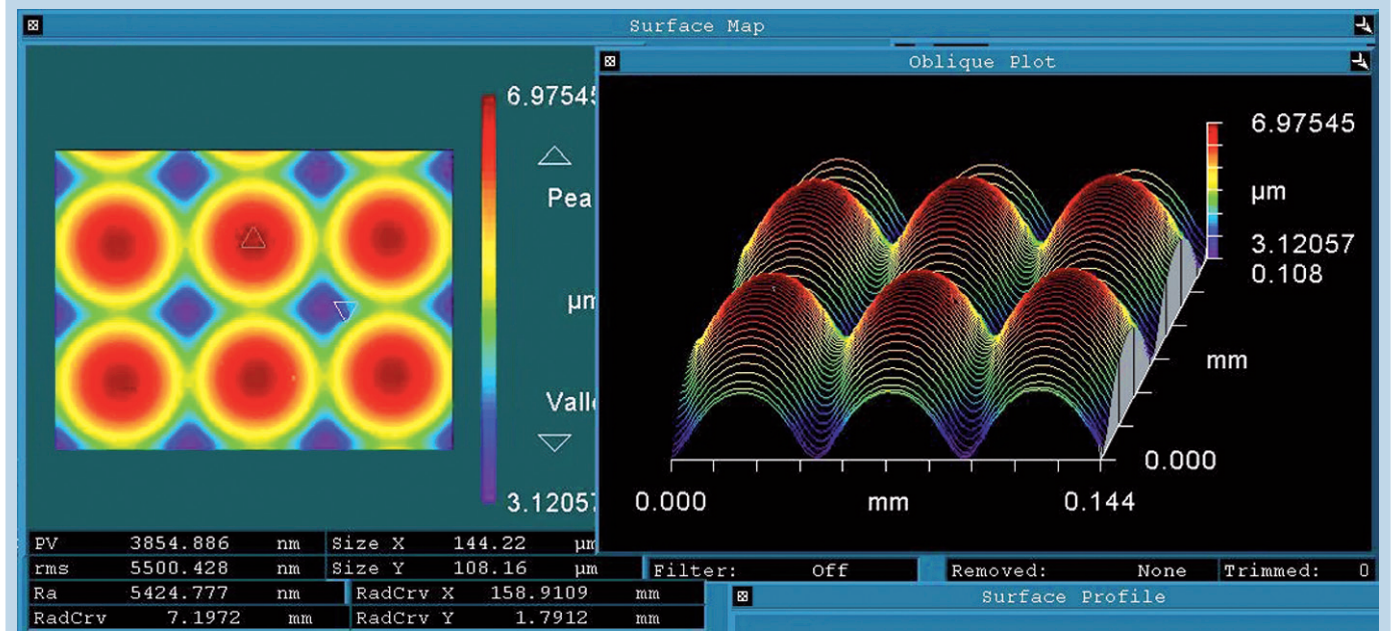 Surface Map
Oblique Plot
6.97545
Pea
µm
Vall
3.1205
6.97545
µm
3.12057
0.108
mm
0.000
0.000 mm 0.144
PV 3854.886 nm Size X 144.22 µm
rms 5500.428 nm Size Y 108.16 µm
Filter: Off Removed: None Trimmed: 0
Ra 5424.777 nm RadCrv X 158.9109 mm
RadCrv 7.1972 mm RadCrv Y 1.7912 mm
Surface Profile